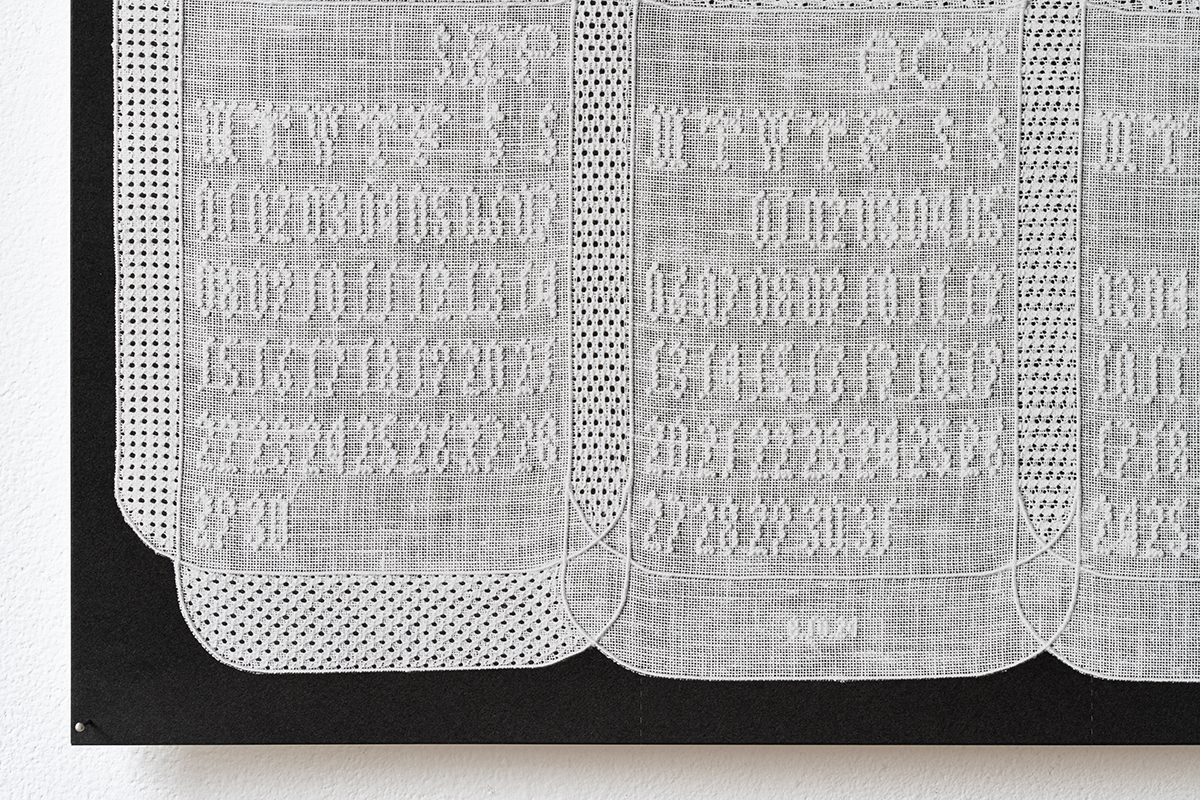 SEP
M T W T F S S
01 02 03 04 05 06 07
08 09 10 11 12 13 14
15 16 17 18 19 20 21
22 23 24 25 26 27 28
29 30
OCT
M T W T F S S
01 02 03 04 05
06 07 08 09 10 11 12
13 14 15 16 17 18 19
20 21 22 23 24 25 26
27 28 29 30 31
M T
03 04
10 11
17 18
24 25